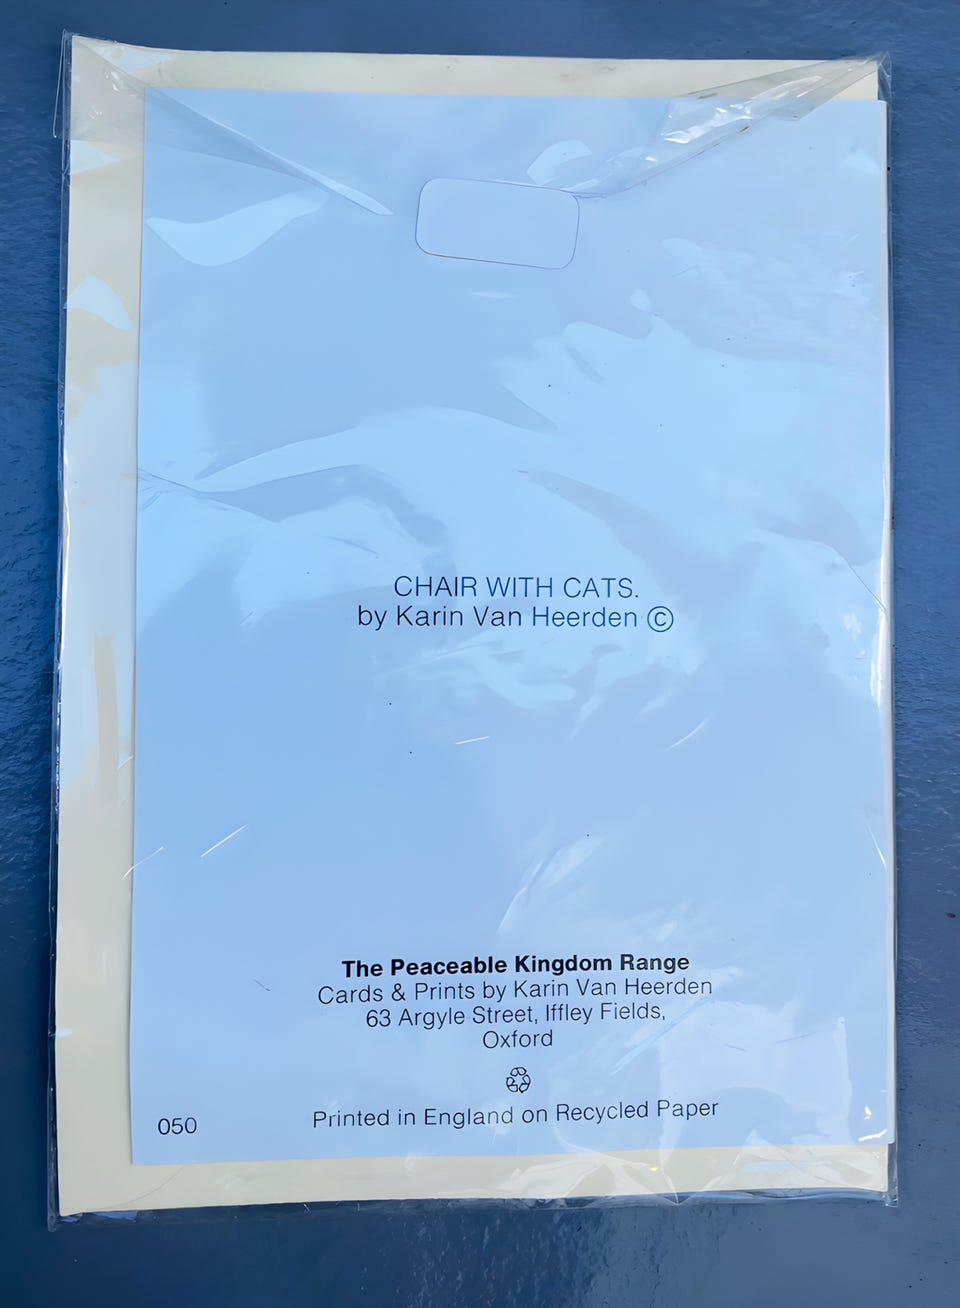 CHAIR WITH CATS.
by Karin Van Heerden ©
The Peaceable Kingdom Range
Cards & Prints by Karin Van Heerden
63 Argyle Street, Iffley Fields,
Oxford
Printed in England on Recycled Paper
050